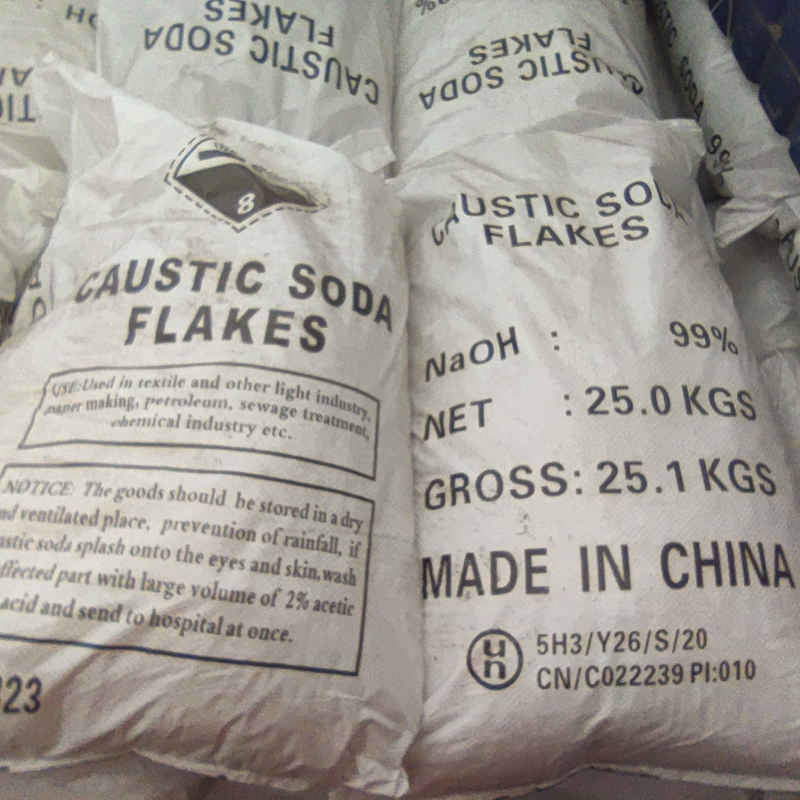 CAUSTIC SODA
FLAKES
CAUSTIC SODA
FLAKES
8
CAUSTIC SODA
FLAKES
USE: Used in textile and other light industry,
paper making, petroleum, sewage treatment,
chemical industry etc.
NOTICE: The goods should be stored in a dry
and ventilated place, prevention of rainfall, if
caustic soda splash onto the eyes and skin, wash
affected part with large volume of 2% acetic
acid and send to hospital at once.
23
CAUSTIC SODA
FLAKES
NaOH : 99%
NET : 25.0 KGS
GROSS: 25.1 KGS
MADE IN CHINA
un
5H3/Y26/S/20
CN/C022239 PI:010